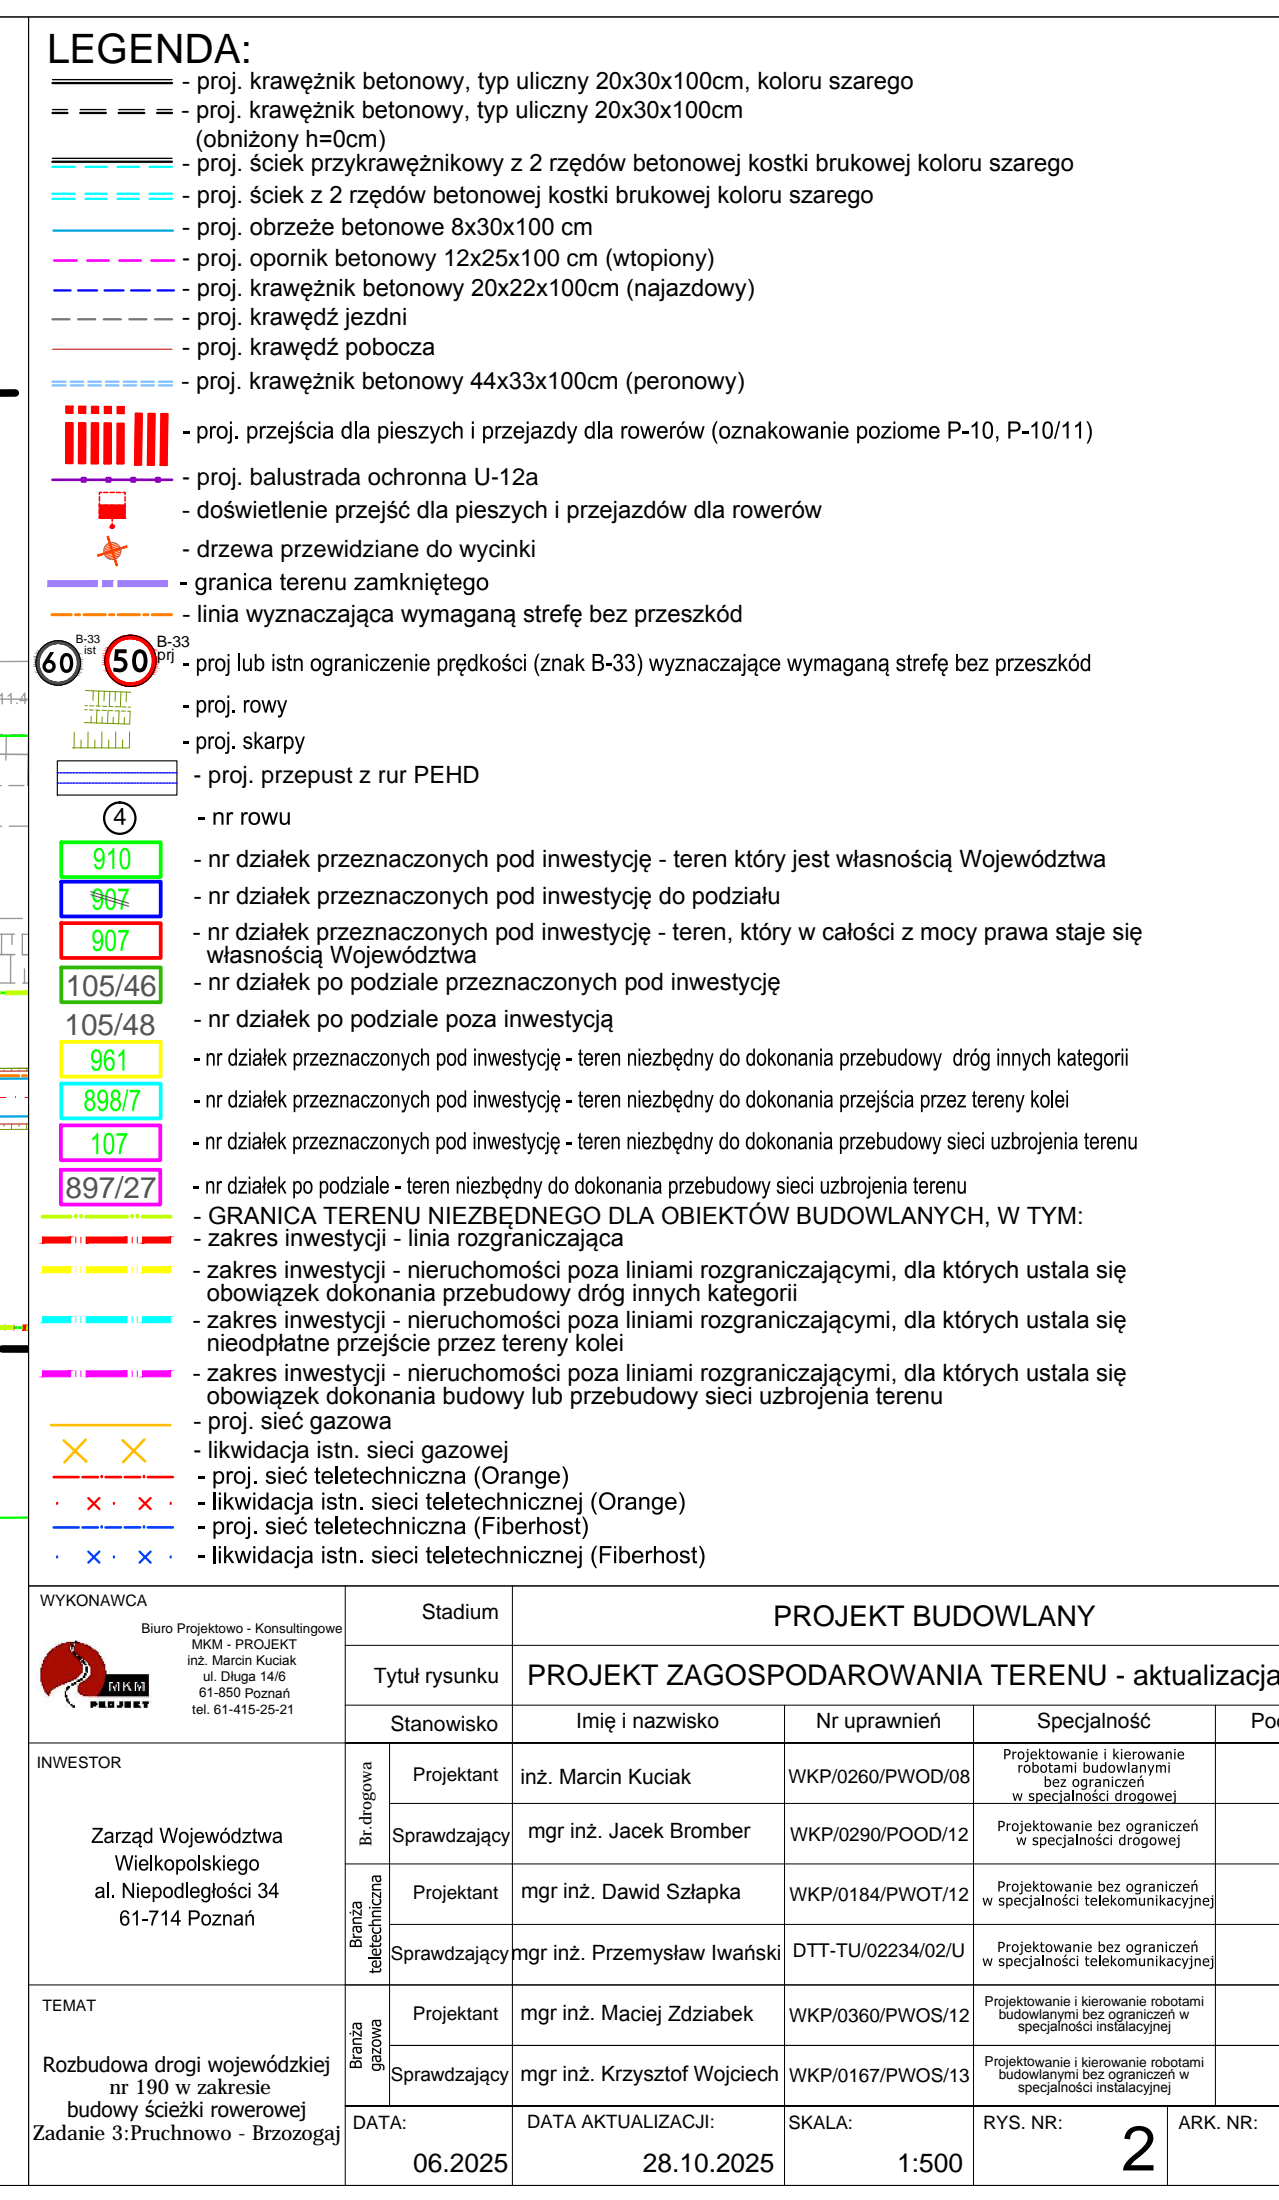 LEGENDA:
- proj. krawężnik betonowy, typ uliczny 20x30x100cm, koloru szarego
- proj. krawężnik betonowy, typ uliczny 20x30x100cm
(obniżony h=0cm)
- proj. ściek przykrawężnikowy z 2 rzędów betonowej kostki brukowej koloru szarego
- proj. ściek z 2 rzędów betonowej kostki brukowej koloru szarego
- proj. obrzeże betonowe 8x30x100 cm
- proj. opornik betonowy 12x25x100 cm (wtopiony)
- proj. krawężnik betonowy 20x22x100cm (najazdowy)
- proj. krawędź jezdni
- proj. krawędź pobocza
- proj. krawężnik betonowy 44x33x100cm (peronowy)
- proj. przejścia dla pieszych i przejazdy dla rowerów (oznakowanie poziome P-10, P-10/11)
- proj. balustrada ochronna U-12a
- doświetlenie przejść dla pieszych i przejazdów dla rowerów
- drzewa przewidziane do wycinki
- granica terenu zamkniętego
- linia wyznaczająca wymaganą strefę bez przeszkód
60 B-33 ist 50 B-33 prj - proj lub istn ograniczenie prędkości (znak B-33) wyznaczające wymaganą strefę bez przeszkód
11.4
- proj. rowy
- proj. skarpy
- proj. przepust z rur PEHD
4 - nr rowu
910 - nr działek przeznaczonych pod inwestycję - teren który jest własnością Województwa
907 - nr działek przeznaczonych pod inwestycję do podziału
907 - nr działek przeznaczonych pod inwestycję - teren, który w całości z mocy prawa staje się
własnością Województwa
105/46 - nr działek po podziale przeznaczonych pod inwestycję
105/48 - nr działek po podziale poza inwestycją
961 - nr działek przeznaczonych pod inwestycję - teren niezbędny do dokonania przebudowy dróg innych kategorii
898/7 - nr działek przeznaczonych pod inwestycję - teren niezbędny do dokonania przejścia przez tereny kolei
107 - nr działek przeznaczonych pod inwestycję - teren niezbędny do dokonania przebudowy sieci uzbrojenia terenu
897/27 - nr działek po podziale - teren niezbędny do dokonania przebudowy sieci uzbrojenia terenu
- GRANICA TERENU NIEZBĘDNEGO DLA OBIEKTÓW BUDOWLANYCH, W TYM:
- zakres inwestycji - linia rozgraniczająca
- zakres inwestycji - nieruchomości poza liniami rozgraniczającymi, dla których ustala się
obowiązek dokonania przebudowy dróg innych kategorii
- zakres inwestycji - nieruchomości poza liniami rozgraniczającymi, dla których ustala się
nieodpłatne przejście przez tereny kolei
- zakres inwestycji - nieruchomości poza liniami rozgraniczającymi, dla których ustala się
obowiązek dokonania budowy lub przebudowy sieci uzbrojenia terenu
- proj. sieć gazowa
- likwidacja istn. sieci gazowej
- proj. sieć teletechniczna (Orange)
- likwidacja istn. sieci teletechnicznej (Orange)
- proj. sieć teletechniczna (Fiberhost)
- likwidacja istn. sieci teletechnicznej (Fiberhost)
WYKONAWCA
Biuro Projektowo - Konsultingowe
MKM - PROJEKT
inż. Marcin Kuciak
ul. Długa 14/6
61-850 Poznań
tel. 61-415-25-21
MKM
PROJEKT
Stadium PROJEKT BUDOWLANY
Tytuł rysunku PROJEKT ZAGOSPODAROWANIA TERENU - aktualizacja
Stanowisko Imię i nazwisko Nr uprawnień Specjalność
INWESTOR
Zarząd Województwa
Wielkopolskiego
al. Niepodległości 34
61-714 Poznań
Br.drogowa
Projektant inż. Marcin Kuciak WKP/0260/PWOD/08
Projektowanie i kierowanie
robotami budowlanymi
bez ograniczeń
w specjalności drogowej
Sprawdzający mgr inż. Jacek Bromber WKP/0290/POOD/12
Projektowanie bez ograniczeń
w specjalności drogowej
Branża
teletechniczna
Projektant mgr inż. Dawid Szłapka WKP/0184/PWOT/12
Projektowanie bez ograniczeń
w specjalności telekomunikacyjnej
Sprawdzający mgr inż. Przemysław Iwański DTT-TU/02234/02/U
Projektowanie bez ograniczeń
w specjalności telekomunikacyjnej
TEMAT
Rozbudowa drogi wojewódzkiej
nr 190 w zakresie
budowy ścieżki rowerowej
Zadanie 3:Pruchnowo - Brzozogaj
Branża
gazowa
Projektant mgr inż. Maciej Zdziabek WKP/0360/PWOS/12
Projektowanie i kierowanie robotami
budowlanymi bez ograniczeń w
specjalności instalacyjnej
Sprawdzający mgr inż. Krzysztof Wojciech WKP/0167/PWOS/13
Projektowanie i kierowanie robotami
budowlanymi bez ograniczeń w
specjalności instalacyjnej
DATA: DATA AKTUALIZACJI: SKALA: RYS. NR: ARK. NR:
06.2025 28.10.2025 1:500 2